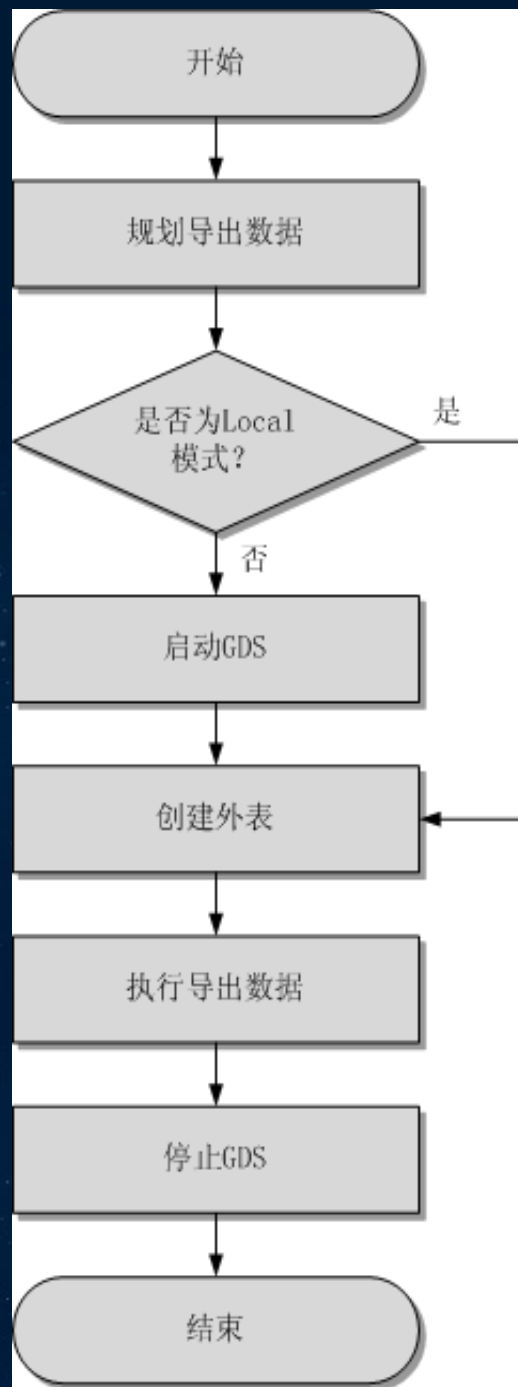 开始
规划导出数据
是否为Local
模式?
是
否
启动GDS
创建外表
执行导出数据
停止GDS
结束